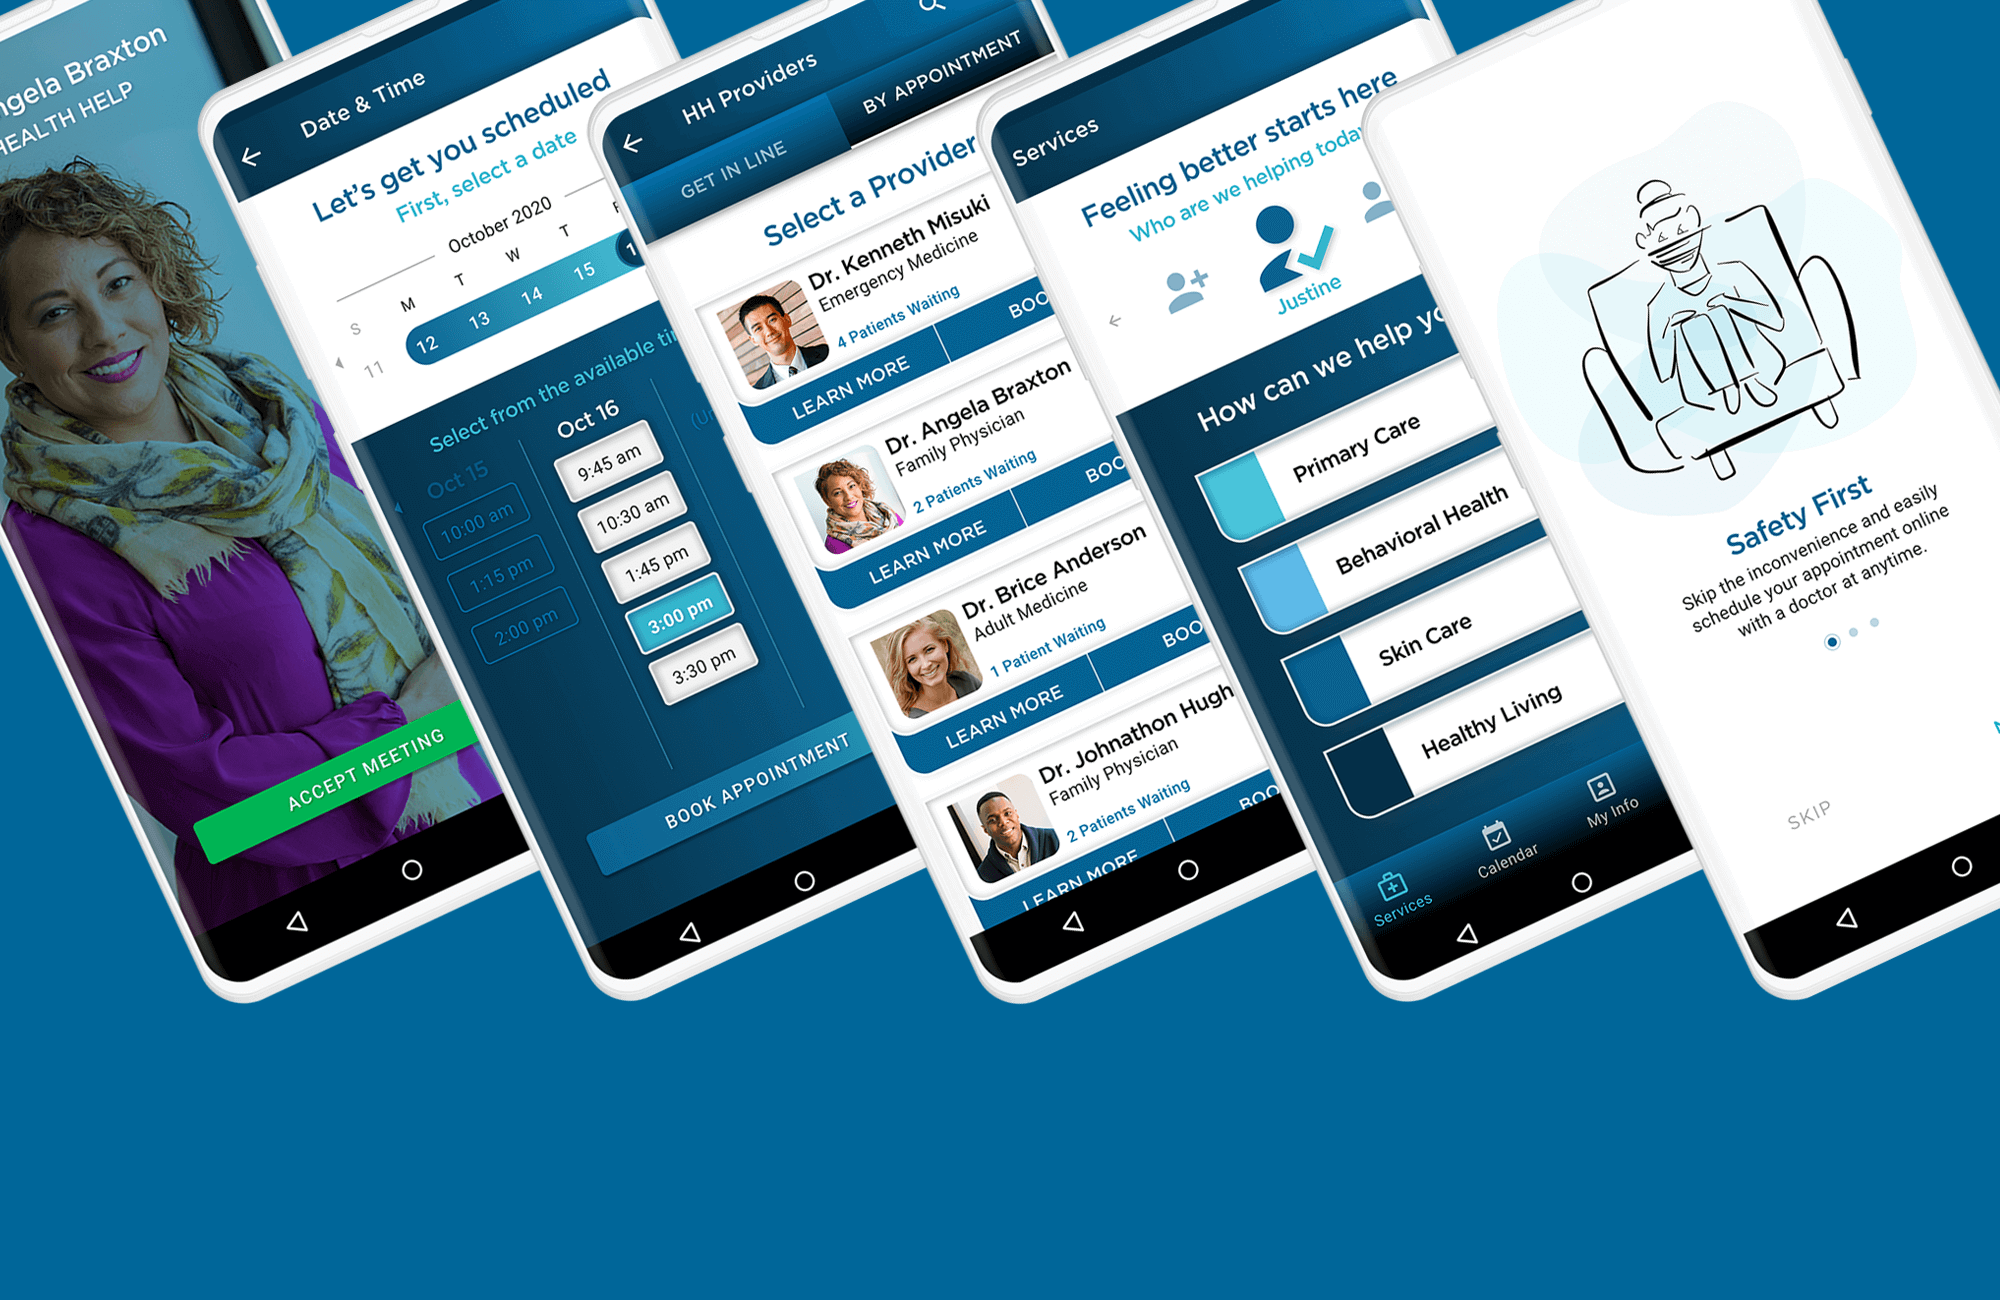 Angela Braxton
HEALTH HELP
ACCEPT MEETING
Date & Time
Let's get you scheduled
First, select a date
October 2020
S M T W T F
11 12 13 14 15
Select from the available
Oct 15
10:00 am
1:15 pm
2:00 pm
Oct 16
9:45 am
10:30 am
1:45 pm
3:00 pm
3:30 pm
BOOK APPOINTMENT
HH Providers
GET IN LINE
BY APPOINTMENT
Select a Provider
Dr. Kenneth Misuki
Emergency Medicine
4 Patients Waiting
LEARN MORE
BOO
Dr. Angela Braxton
Family Physician
2 Patients Waiting
LEARN MORE
BOO
Dr. Brice Anderson
Adult Medicine
1 Patient Waiting
LEARN MORE
BOO
Dr. Johnathon Hugh
Family Physician
2 Patients Waiting
LEARN MORE
BOO
Services
Feeling better starts here
Who are we helping today
Justine
How can we help yo
Primary Care
Behavioral Health
Skin Care
Healthy Living
Services
Calendar
My Info
Safety First
Skip the inconvenience and easily
schedule your appointment online
with a doctor at anytime.
SKIP